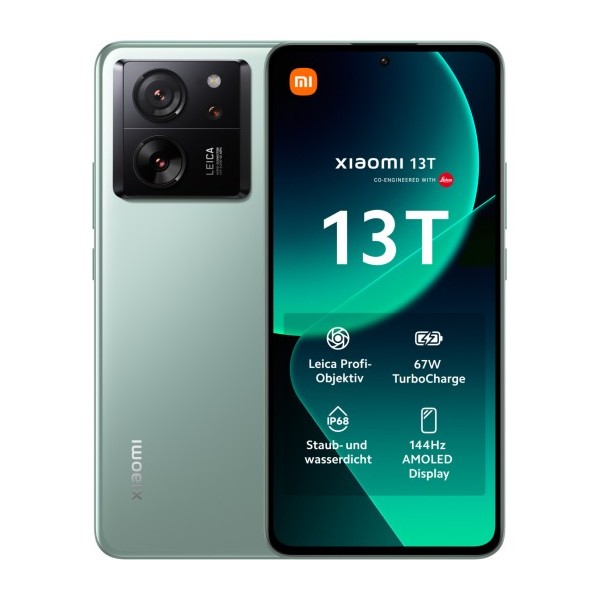 LEICA
xiaomi
mi
XIAOMI 13T
CO-ENGINEERED WITH Leica
13T
Leica Profi-
Objektiv
67W
TurboCharge
IP68
Staub- und
wasserdicht
144Hz
AMOLED
Display